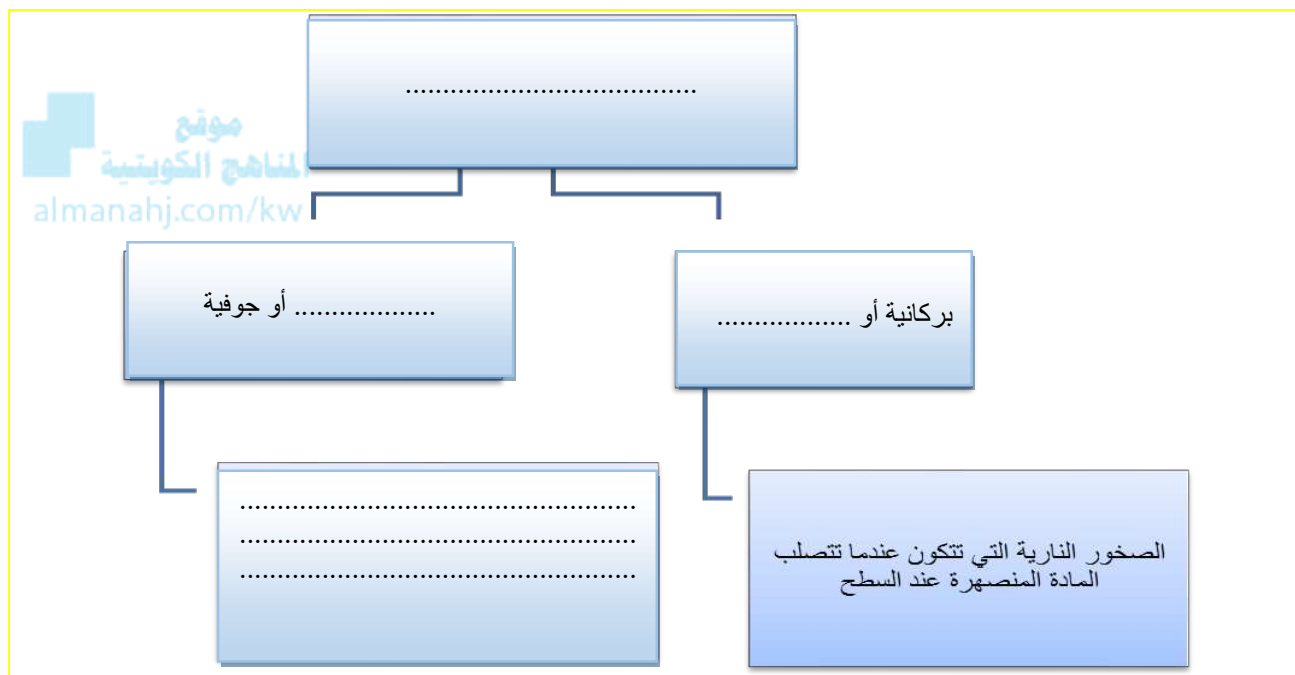 .......................................
موقع
المناهج الكويتية
almanahj.com/kw
بركانية أو ..................
................... أو جوفية
الصخور النارية التي تتكون عندما تتصلب
المادة المنصهرة عند السطح
.....................................................
.....................................................
.....................................................